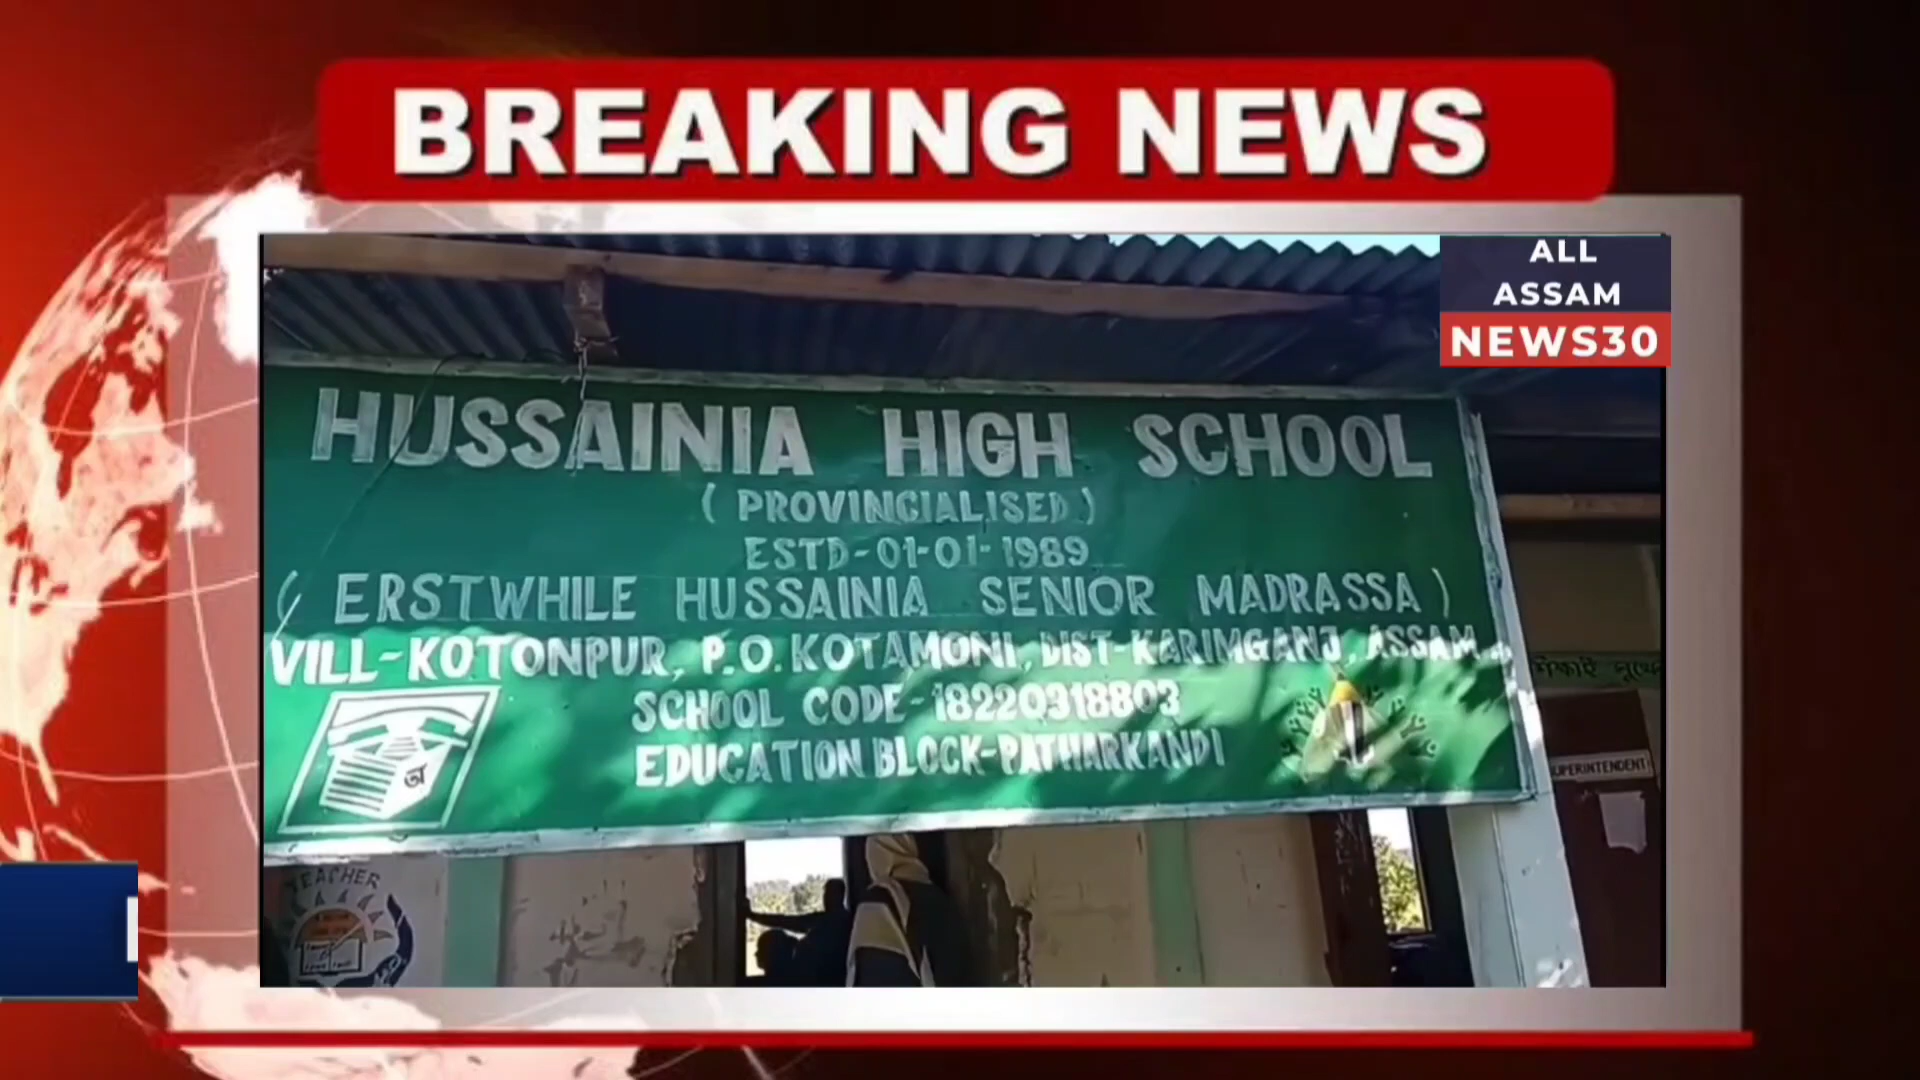 BREAKING NEWS
ALL
ASSAM
NEWS30
HUSSAINIA HIGH SCHOOL
( PROVINCIALISED )
ESTD-01-01-1989
( ERSTWHILE HUSSAINIA SENIOR MADRASSA )
VILL-KOTONPUR, P.O. KOTAMONI, DIST-KARIMGANJ, ASSAM
SCHOOL CODE-18220318803
EDUCATION BLOCK-PATHARKANDI
অ
UPERINTENDENT
TEACHER